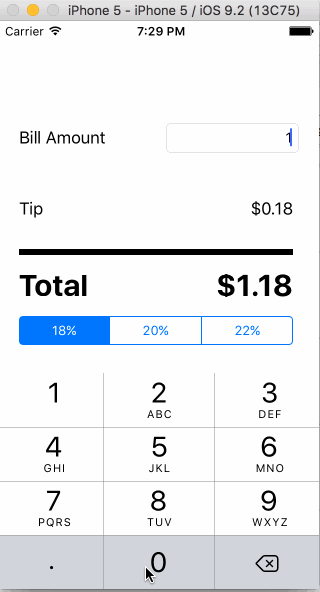 iPhone 5 - iPhone 5 / iOS 9.2 (13C75)
Carrier 7:29 PM
Bill Amount 1
Tip $0.18
Total $1.18
18% 20% 22%
1 2 3
ABC DEF
4 5 6
GHI JKL MNO
7 8 9
PQRS TUV WXYZ
. 0